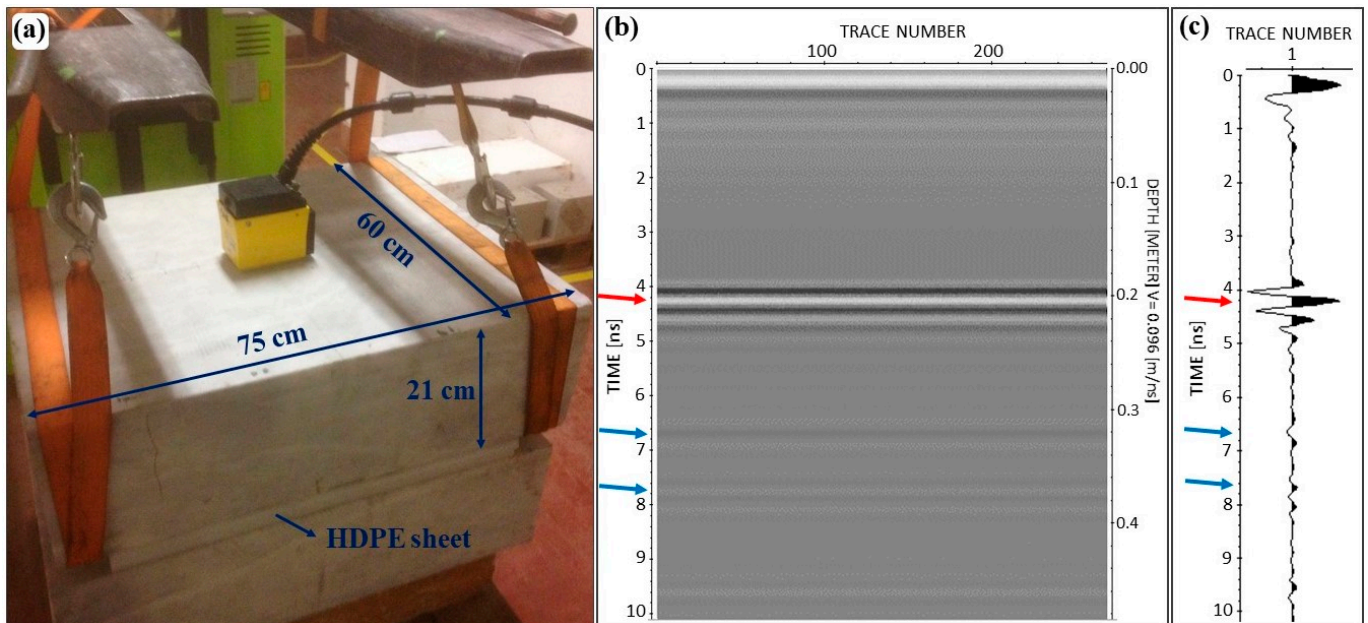 (a)
60 cm
75 cm
21 cm
HDPE sheet
(b)
TRACE NUMBER
100 200
0
1
2
3
4
5
6
7
8
9
10
TIME [ns]
0.00
0.1
0.2
0.3
0.4
DEPTH [METER] V= 0.096 [m/ns]
(c)
TRACE NUMBER
1
0
1
2
3
4
5
6
7
8
9
10
TIME [ns]